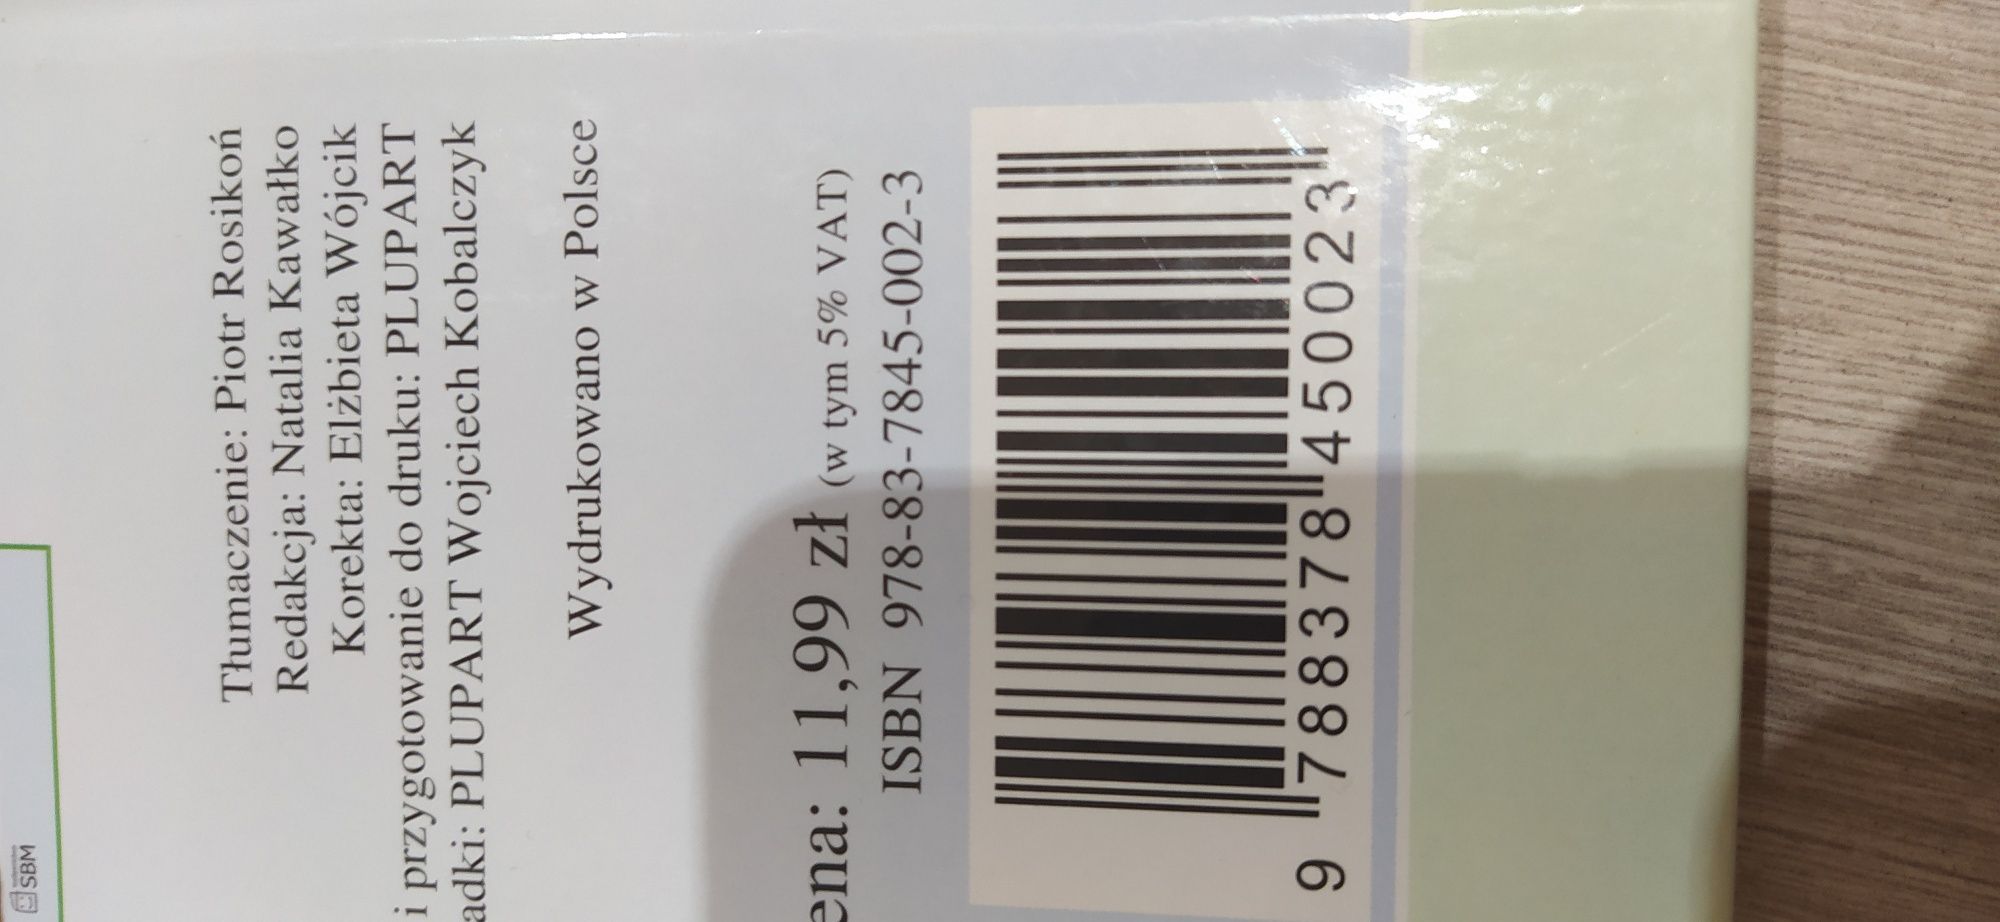 SBM
Tłumaczenie: Piotr Rosikoń
Redakcja: Natalia Kawałko
Korekta: Elżbieta Wójcik
i przygotowanie do druku: PLUPART
adki: PLUPART Wojciech Kobalczyk
Wydrukowano w Polsce
ena: 11,99 zł (w tym 5% VAT)
ISBN 978-83-7845-002-3
9 788378 450023